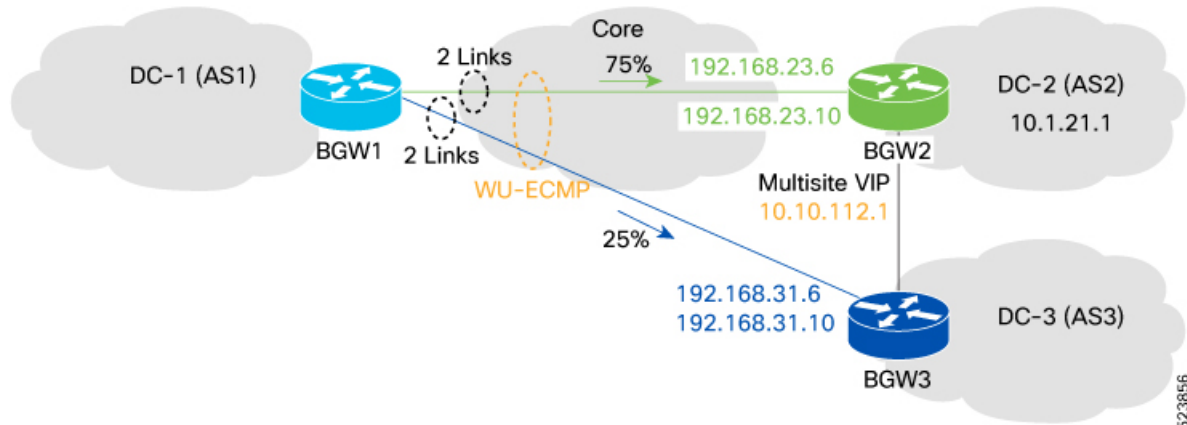 Core
DC-1 (AS1)
2 Links
75%
192.168.23.6
DC-2 (AS2)
10.1.21.1
192.168.23.10
BGW1
2 Links
BGW2
WU-ECMP
Multisite VIP
10.10.112.1
25%
192.168.31.6
192.168.31.10
DC-3 (AS3)
BGW3
523856